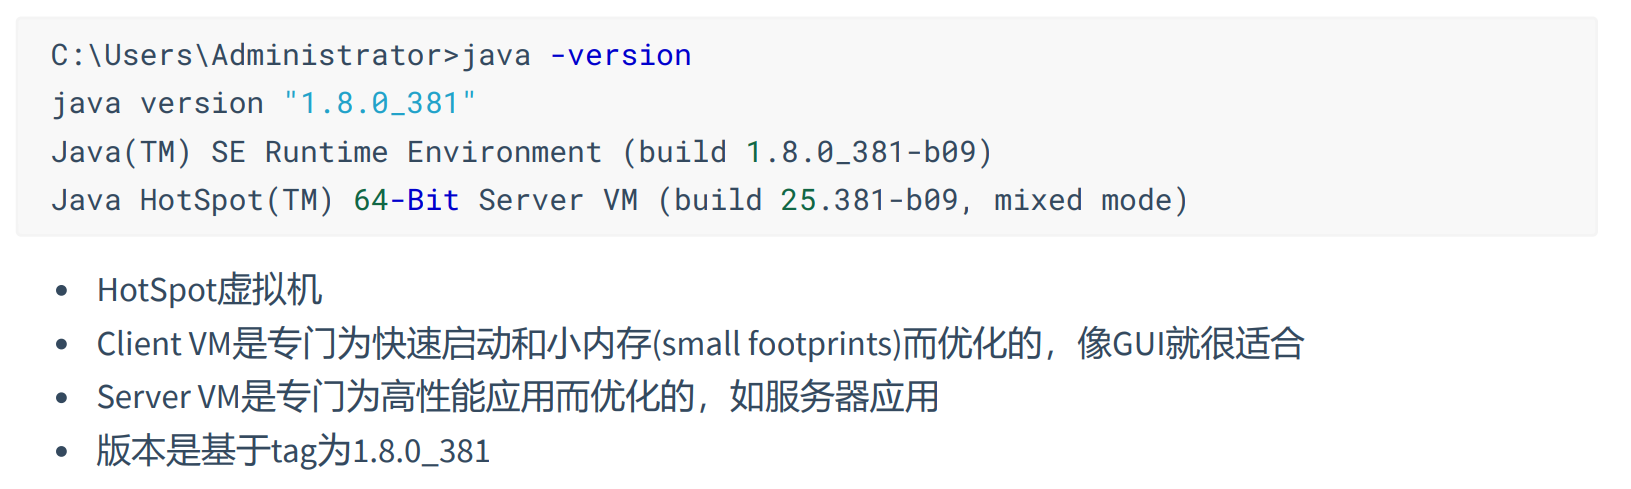 C:\Users\Administrator>java -version
java version "1.8.0_381"
Java(TM) SE Runtime Environment (build 1.8.0_381-b09)
Java HotSpot(TM) 64-Bit Server VM (build 25.381-b09, mixed mode)
• HotSpot虚拟机
• Client VM是专门为快速启动和小内存(small footprints)而优化的，像GUI就很适合
• Server VM是专门为高性能应用而优化的，如服务器应用
• 版本是基于tag为1.8.0_381